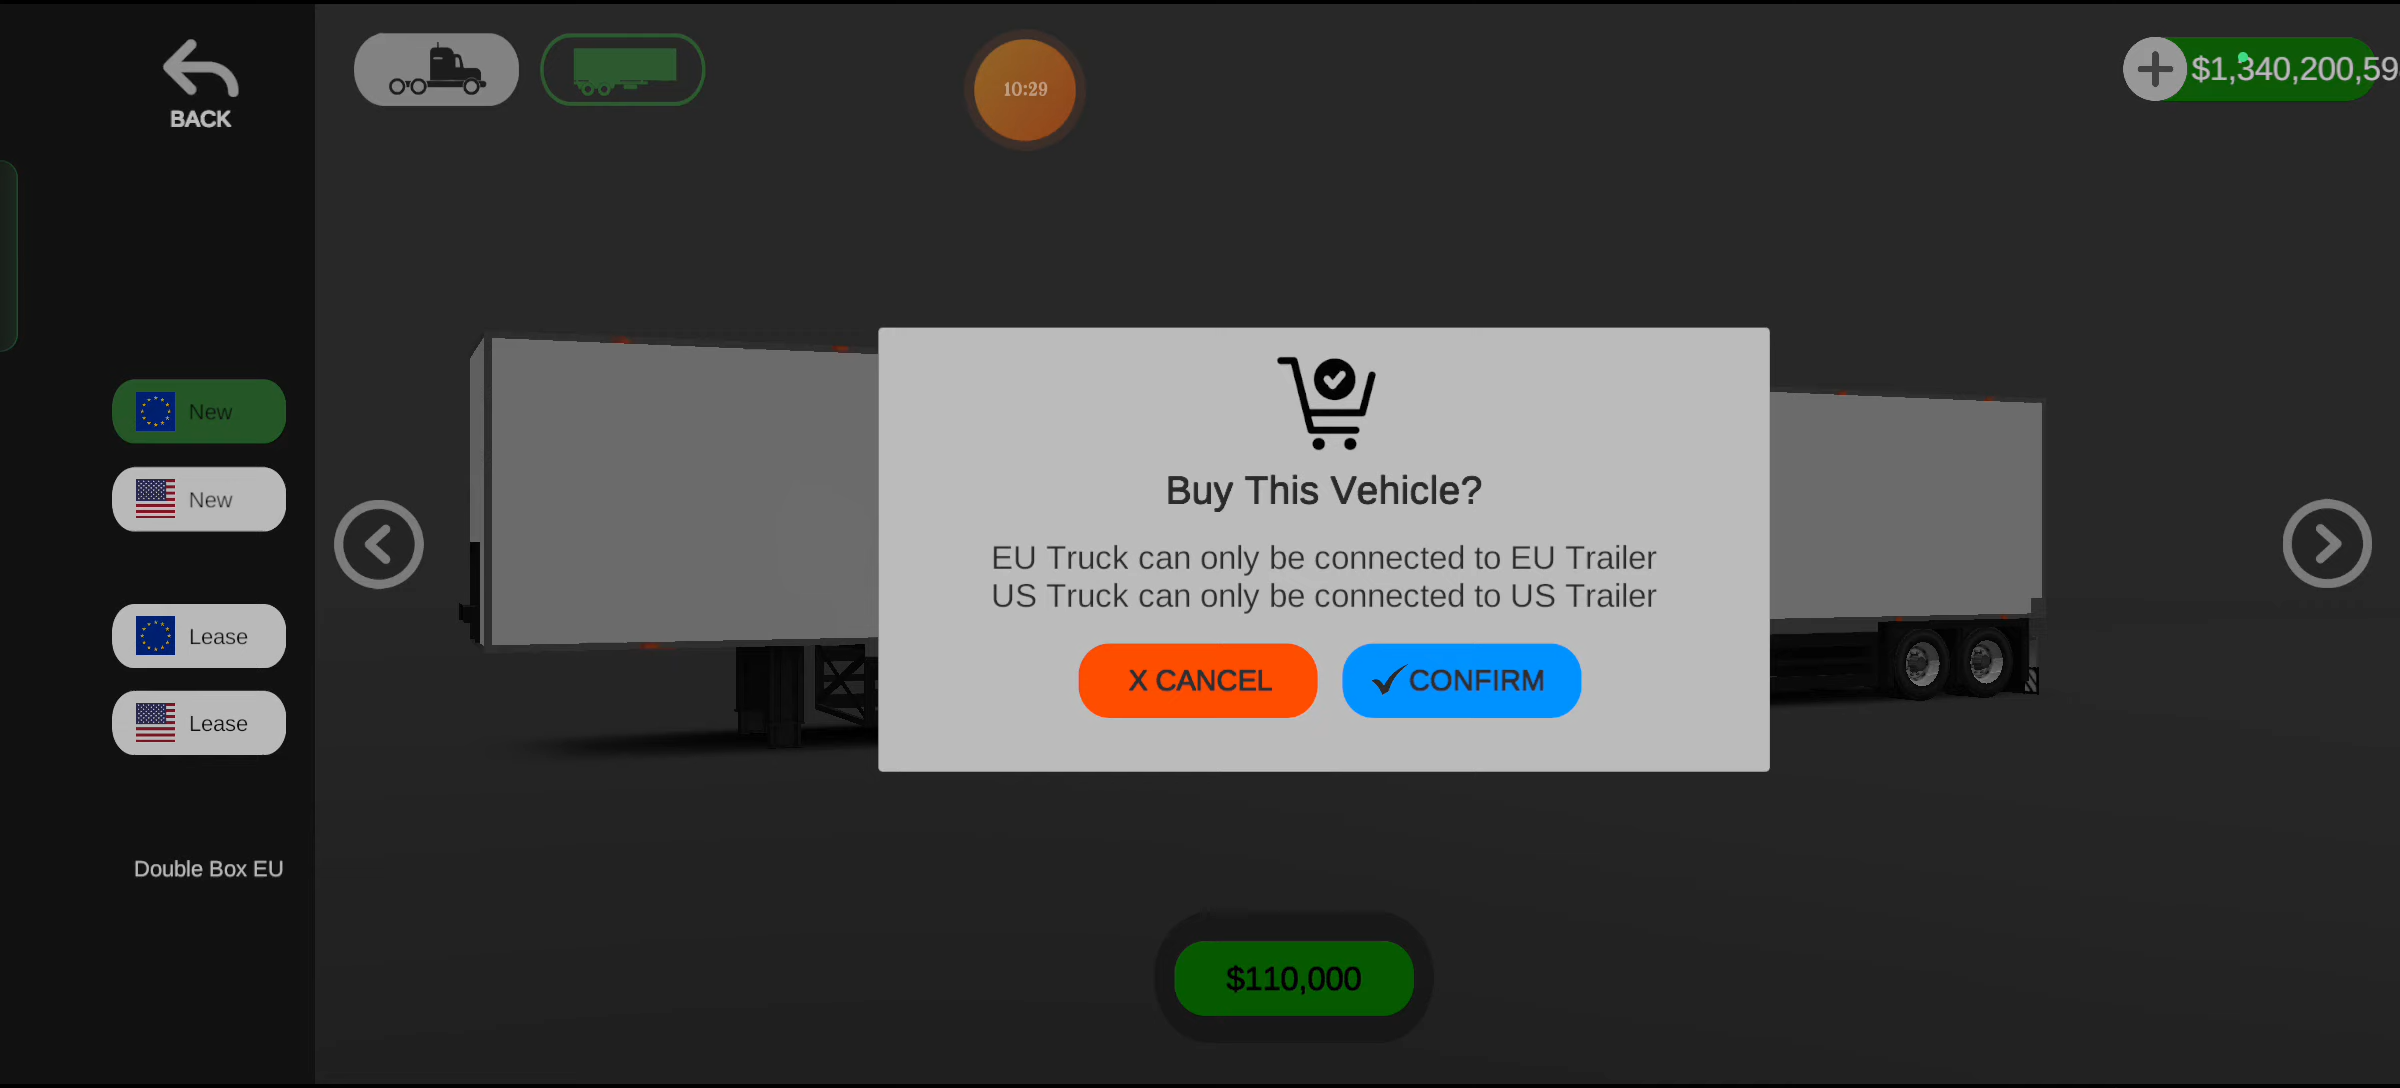 BACK
10:29
$1,340,200,59
New
New
Lease
Lease
Double Box EU
Buy This Vehicle?
EU Truck can only be connected to EU Trailer
US Truck can only be connected to US Trailer
X CANCEL
CONFIRM
$110,000